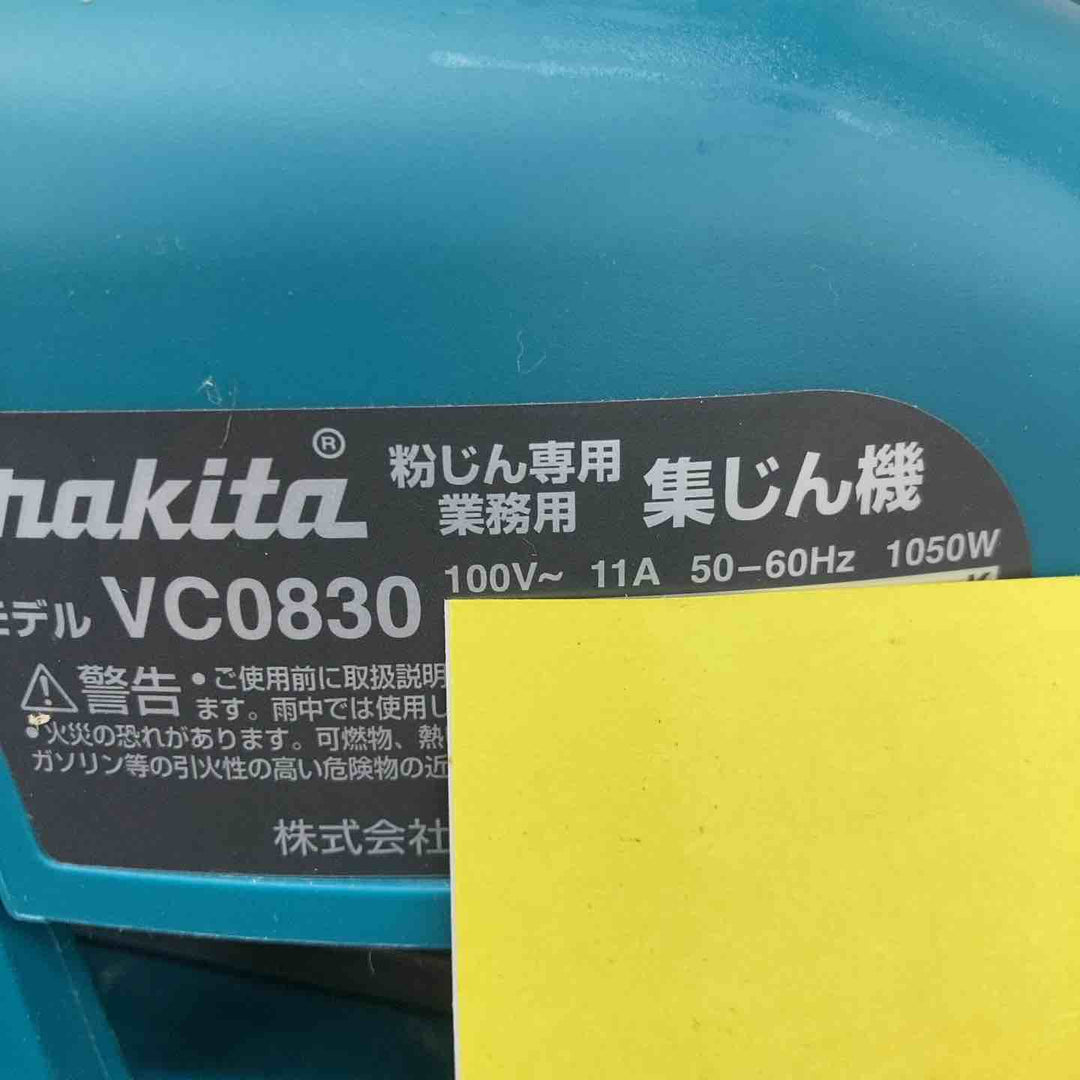 makita®
粉じん専用
業務用
集じん機
100V~ 11A 50-60Hz 1050W
モデル VC0830
警告
•ご使用前に取扱説明
ます。雨中では使用し
•火災の恐れがあります。可燃物、熱
ガソリン等の引火性の高い危険物の近
株式会社